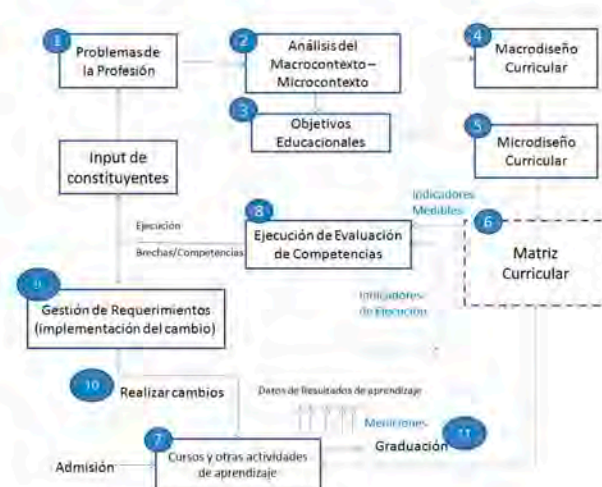 1
Problemas de
la Profesión
2
Análisis del
Macrocontexto –
Microcontexto
4
Macrodiseño
Curricular
3
Objetivos
Educacionales
5
Microdiseño
Curricular
Input de
constituyentes
Indicadores
Medibles
8
Ejecución de Evaluación
de Competencias
Ejecución
Brechas/Competencias
6
Matriz
Curricular
9
Gestión de Requerimientos
(implementación del cambio)
Indicadores
de Ejecución
10
Realizar cambios
Datos de Resultados de aprendizaje
Mediciones
11
Graduación
7
Cursos y otras actividades
de aprendizaje
Admisión